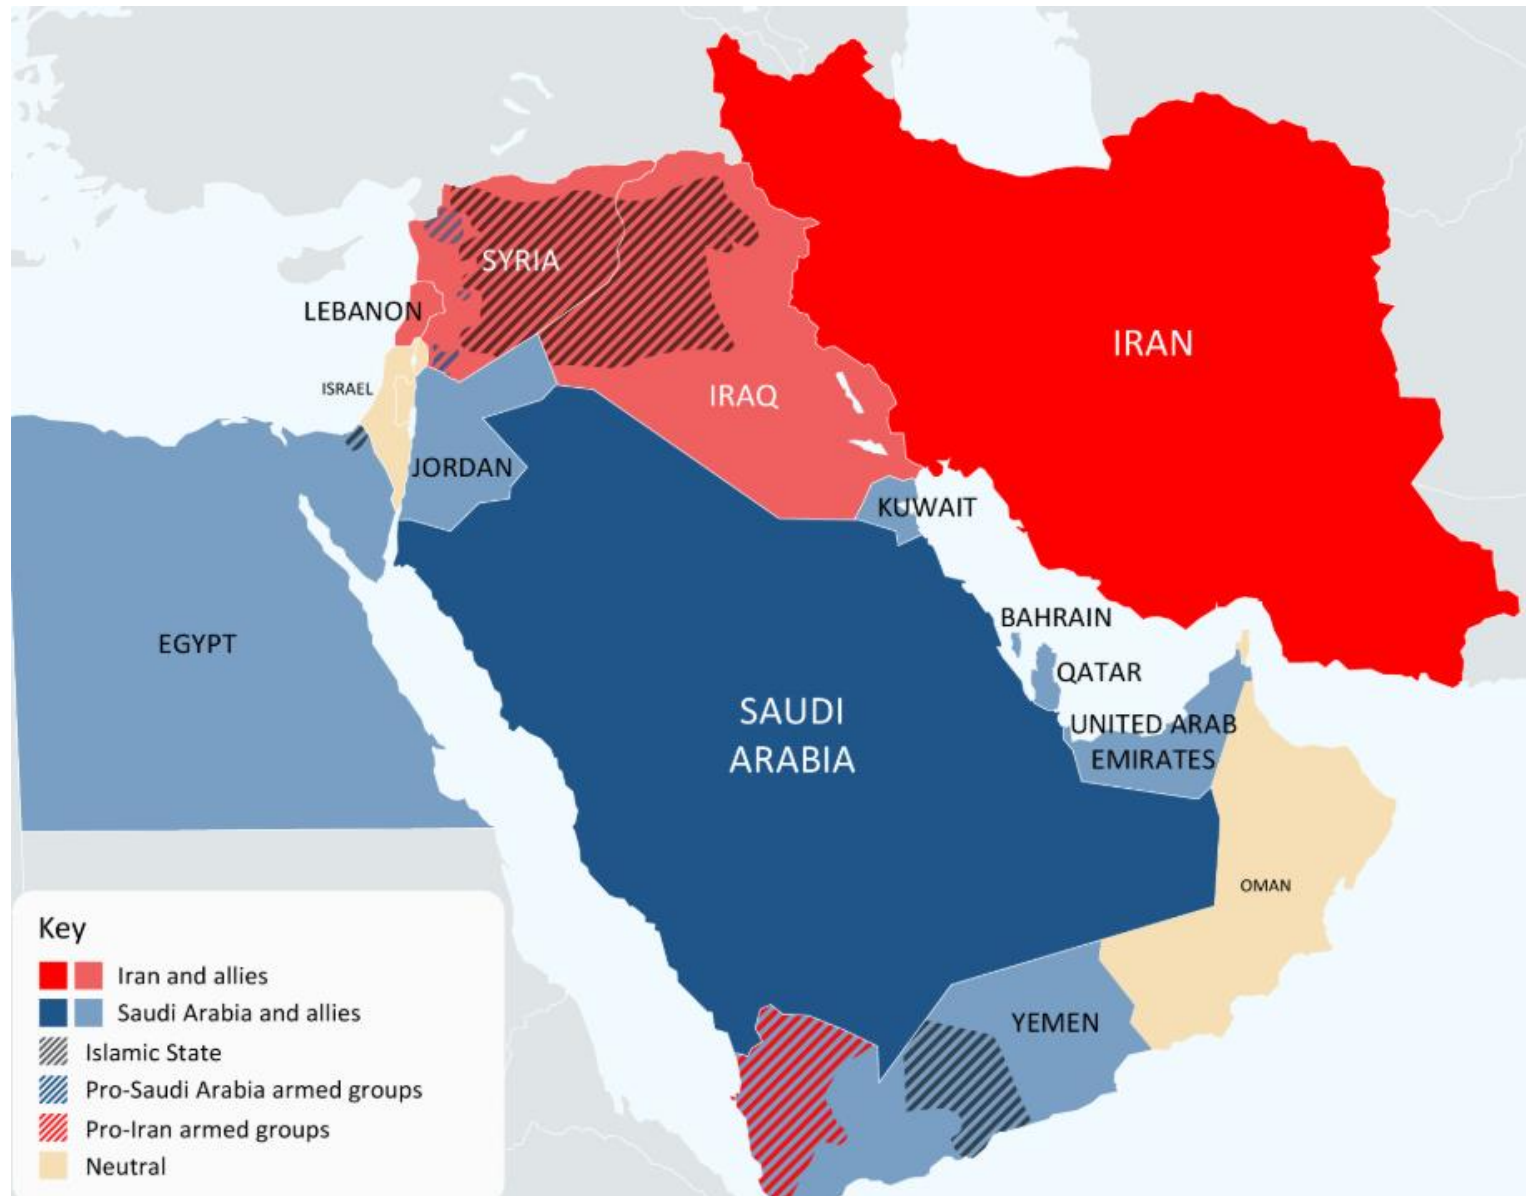 SYRIA
LEBANON
IRAN
ISRAEL
IRAQ
JORDAN
KUWAIT
BAHRAIN
EGYPT
QATAR
SAUDI
ARABIA
UNITED ARAB
EMIRATES
OMAN
YEMEN
Key
Iran and allies
Saudi Arabia and allies
Islamic State
Pro-Saudi Arabia armed groups
Pro-Iran armed groups
Neutral